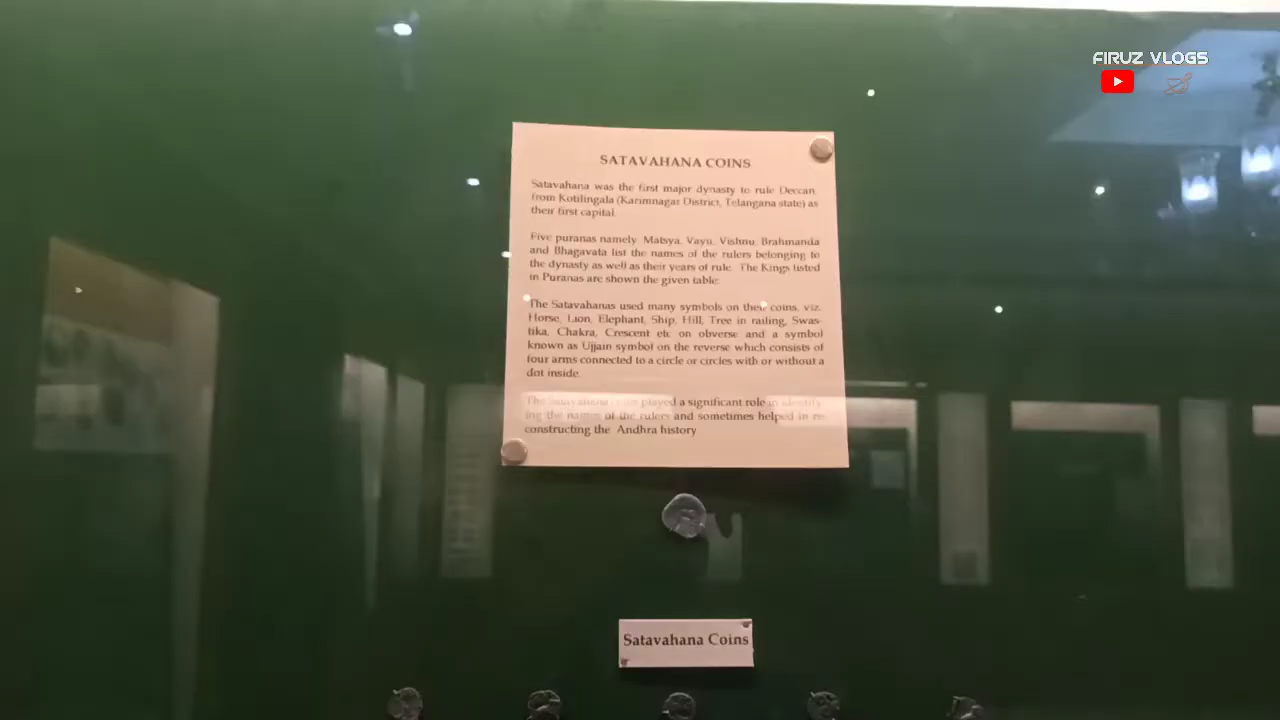 FIRUZ VLOGS
SATAVAHANA COINS
Satavahana was the first major dynasty to rule Deccan,
from Kotilingala (Karimnagar District, Telangana state) as
their first capital.
Five puranas namely Matsya, Vayu, Vishnu, Brahmanda
and Bhagavata list the names of the rulers belonging to
the dynasty as well as their years of rule. The Kings listed
in Puranas are shown the given table:
The Satavahanas used many symbols on their coins, viz.
Horse, Lion, Elephant, Ship, Hill, Tree in railing, Swas-
tika, Chakra, Crescent etc on obverse and a symbol
known as Ujjain symbol on the reverse which consists of
four arms connected to a circle or circles with or without a
dot inside.
The Satavahana played a significant role in identify-
ing the names of the rulers and sometimes helped in re-
constructing the Andhra history
Satavahana Coins